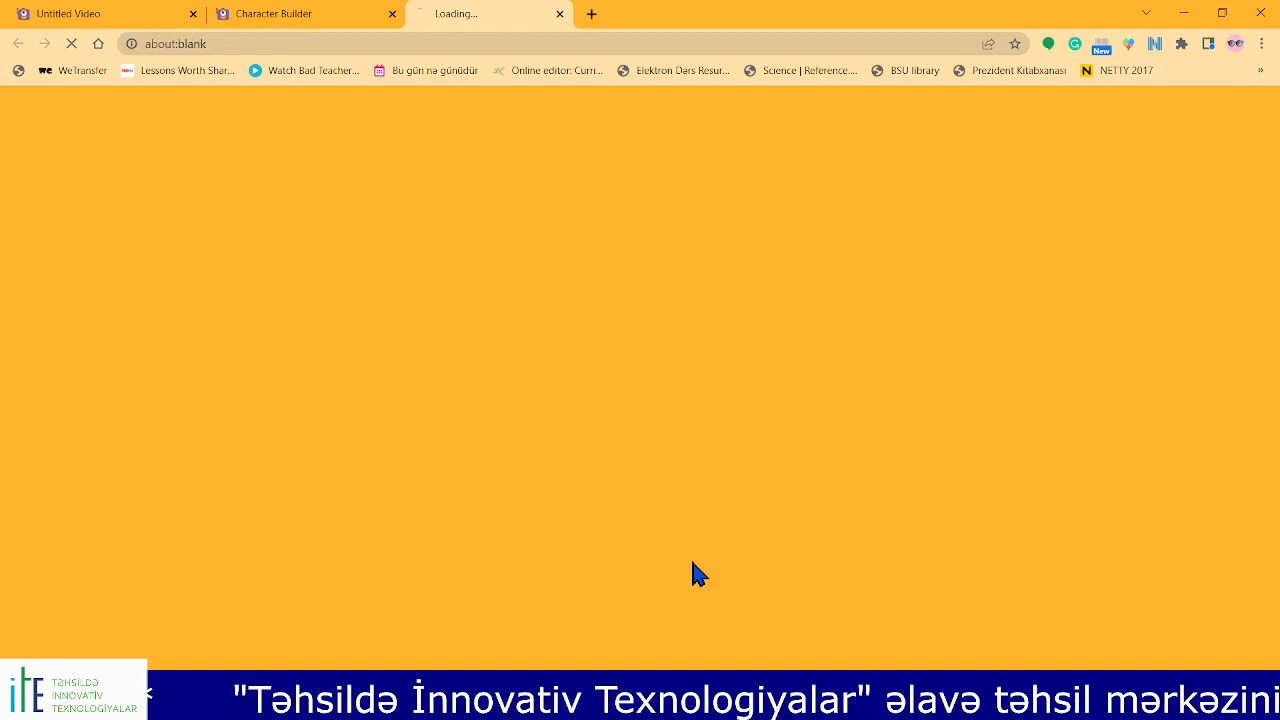 Untitled Video
Character Builder
Loading...
about:blank
New
WeTransfer
Lessons Worth Shar...
Watch Bad Teacher...
Bu gün nə günüdür
Online editor: Curri...
Elektron Dərs Resur...
Science | Reference....
BSU library
Prezident Kitabxanası
NETTY 2017
»
itE TƏHSİLDƏ
İNNOVATİV
TEXNOLOGİYALAR
"Təhsildə İnnovativ Texnologiyalar" əlavə təhsil mərkəzini